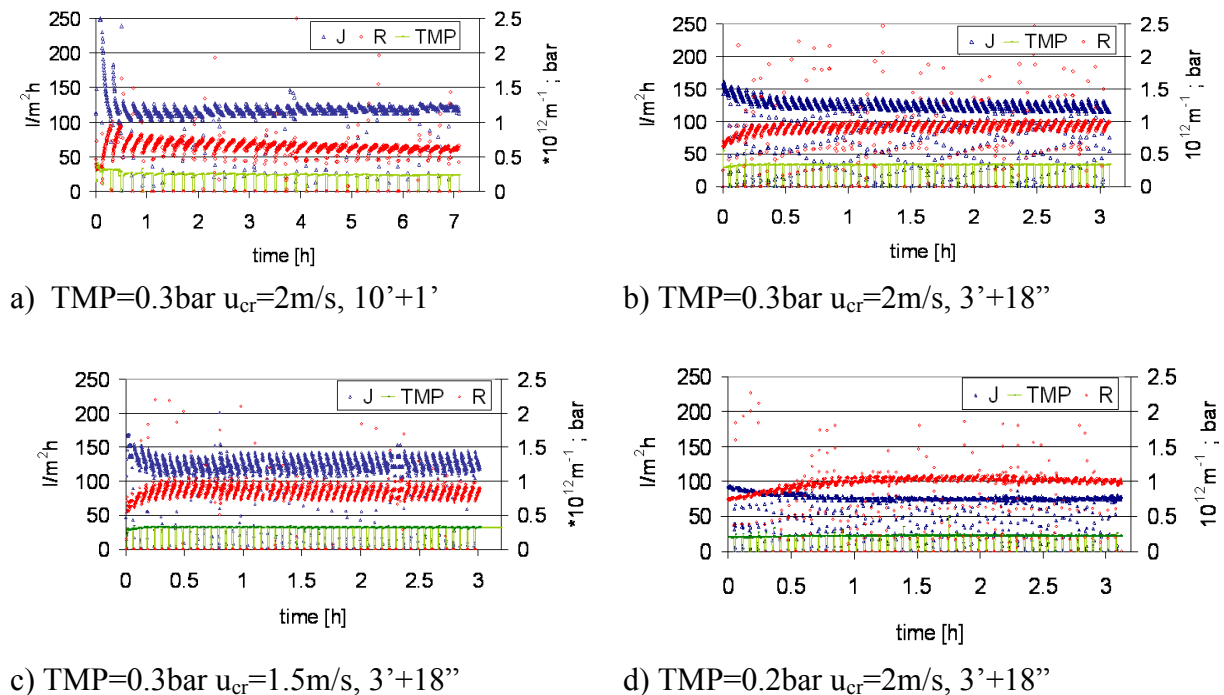 250 2.5
J R TMP
200 2
150 1.5
100 1
50 0.5
0 0
l/m²h
*10¹²m⁻¹; bar
0 1 2 3 4 5 6 7
time [h]
a) TMP=0.3bar u_cr=2m/s, 10’+1’
250 2.5
J TMP R
200 2
150 1.5
100 1
50 0.5
0 0
l/m²h
10¹²m⁻¹; bar
0 0.5 1 1.5 2 2.5 3
time [h]
b) TMP=0.3bar u_cr=2m/s, 3’+18”
250 2.5
J TMP R
200 2
150 1.5
100 1
50 0.5
0 0
l/m²h
*10¹²m⁻¹; bar
0 0.5 1 1.5 2 2.5 3
time [h]
c) TMP=0.3bar u_cr=1.5m/s, 3’+18”
250 2.5
J TMP R
200 2
150 1.5
100 1
50 0.5
0 0
l/m²h
10¹²m⁻¹; bar
0 0.5 1 1.5 2 2.5 3
time [h]
d) TMP=0.2bar u_cr=2m/s, 3’+18”